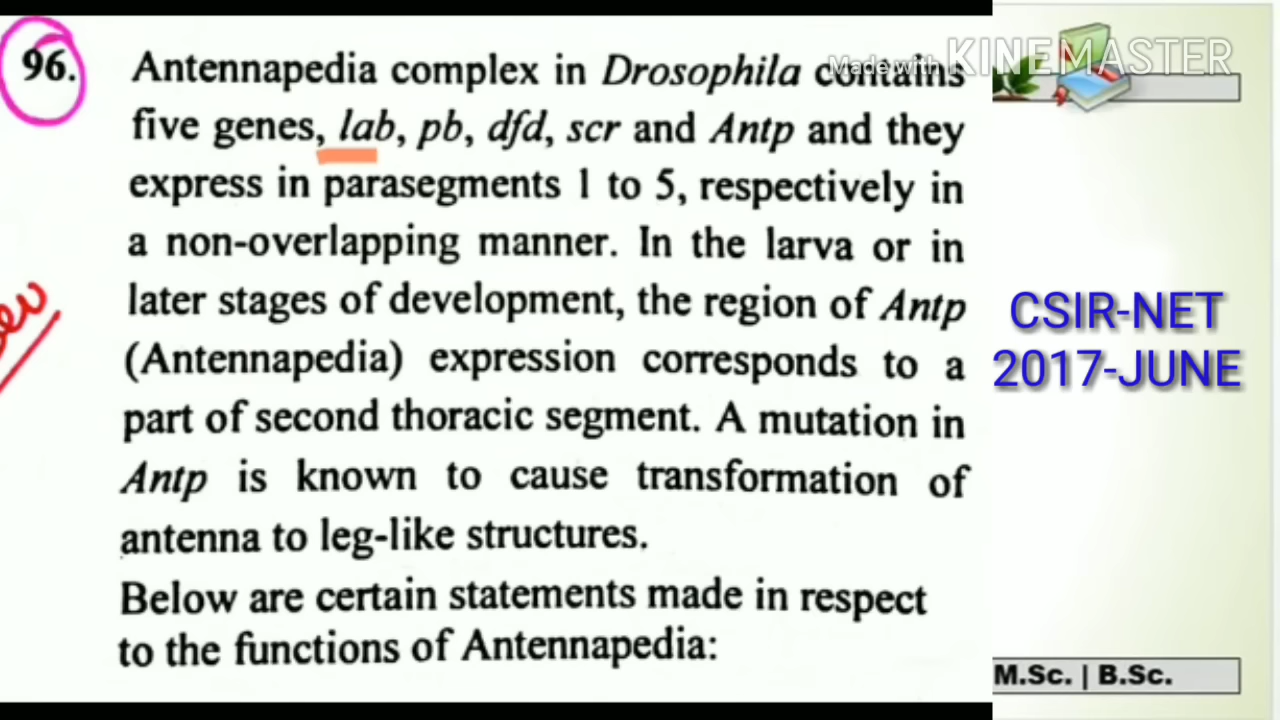 96. Antennapedia complex in Drosophila contains
five genes, lab, pb, dfd, scr and Antp and they
express in parasegments 1 to 5, respectively in
a non-overlapping manner. In the larva or in
later stages of development, the region of Antp
(Antennapedia) expression corresponds to a
part of second thoracic segment. A mutation in
Antp is known to cause transformation of
antenna to leg-like structures.
Below are certain statements made in respect
to the functions of Antennapedia:
Made with KINEMASTER
CSIR-NET
2017-JUNE
M.Sc. | B.Sc.